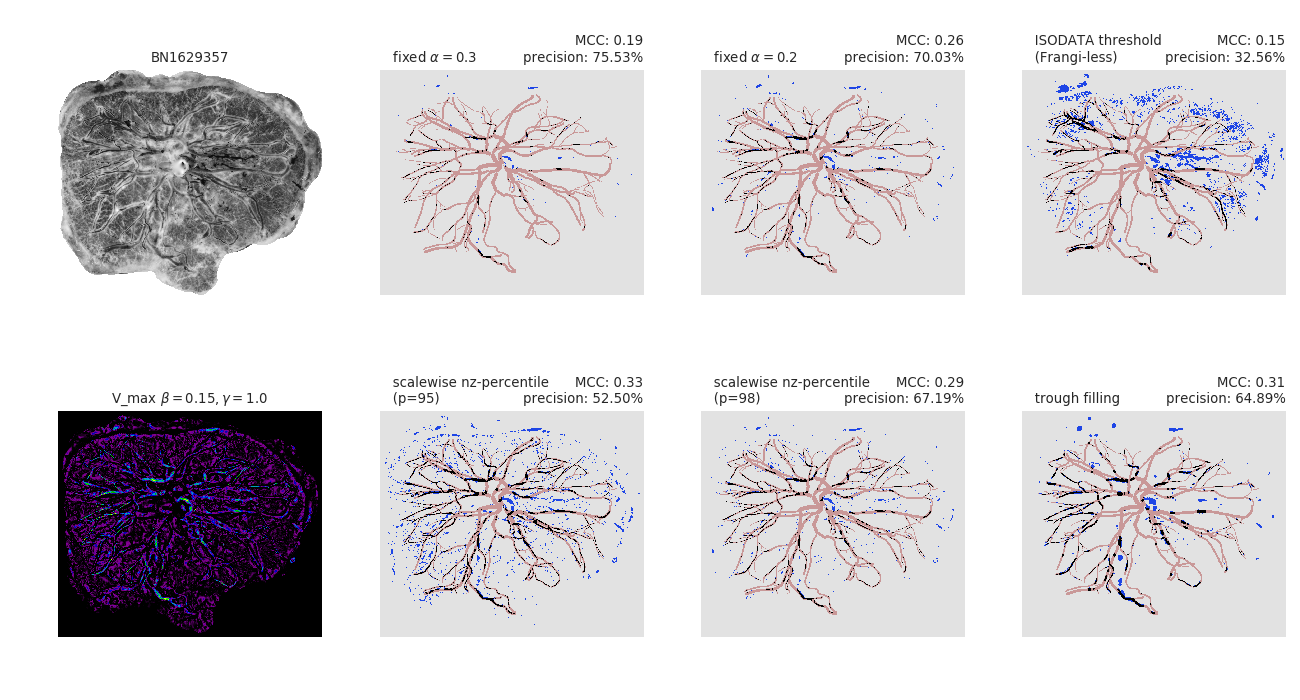 BN1629357
MCC: 0.19
fixed α = 0.3 precision: 75.53%
MCC: 0.26
fixed α = 0.2 precision: 70.03%
ISODATA threshold MCC: 0.15
(Frangi-less) precision: 32.56%
V_max β = 0.15, γ = 1.0
scalewise nz-percentile MCC: 0.33
(p=95) precision: 52.50%
scalewise nz-percentile MCC: 0.29
(p=98) precision: 67.19%
MCC: 0.31
trough filling precision: 64.89%